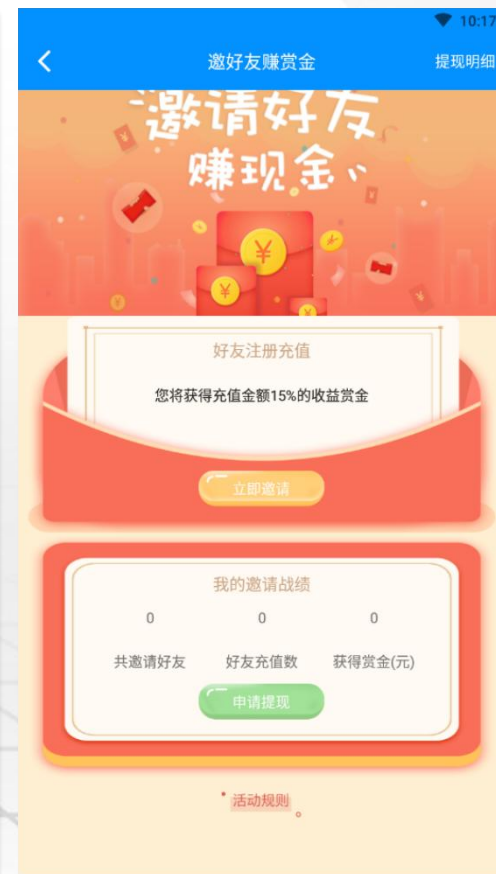 10:17
邀好友赚赏金
提现明细
邀请好友
赚现金
¥
¥
好友注册充值
您将获得充值金额15%的收益赏金
立即邀请
我的邀请战绩
0 0 0
共邀请好友 好友充值数 获得赏金(元)
申请提现
活动规则